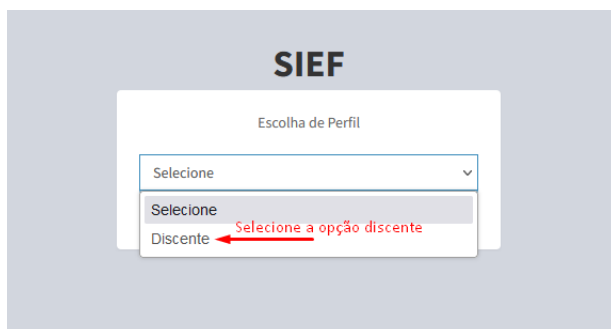 SIEF
Escolha de Perfil
Selecione
Selecione
Selecione a opção discente
Discente